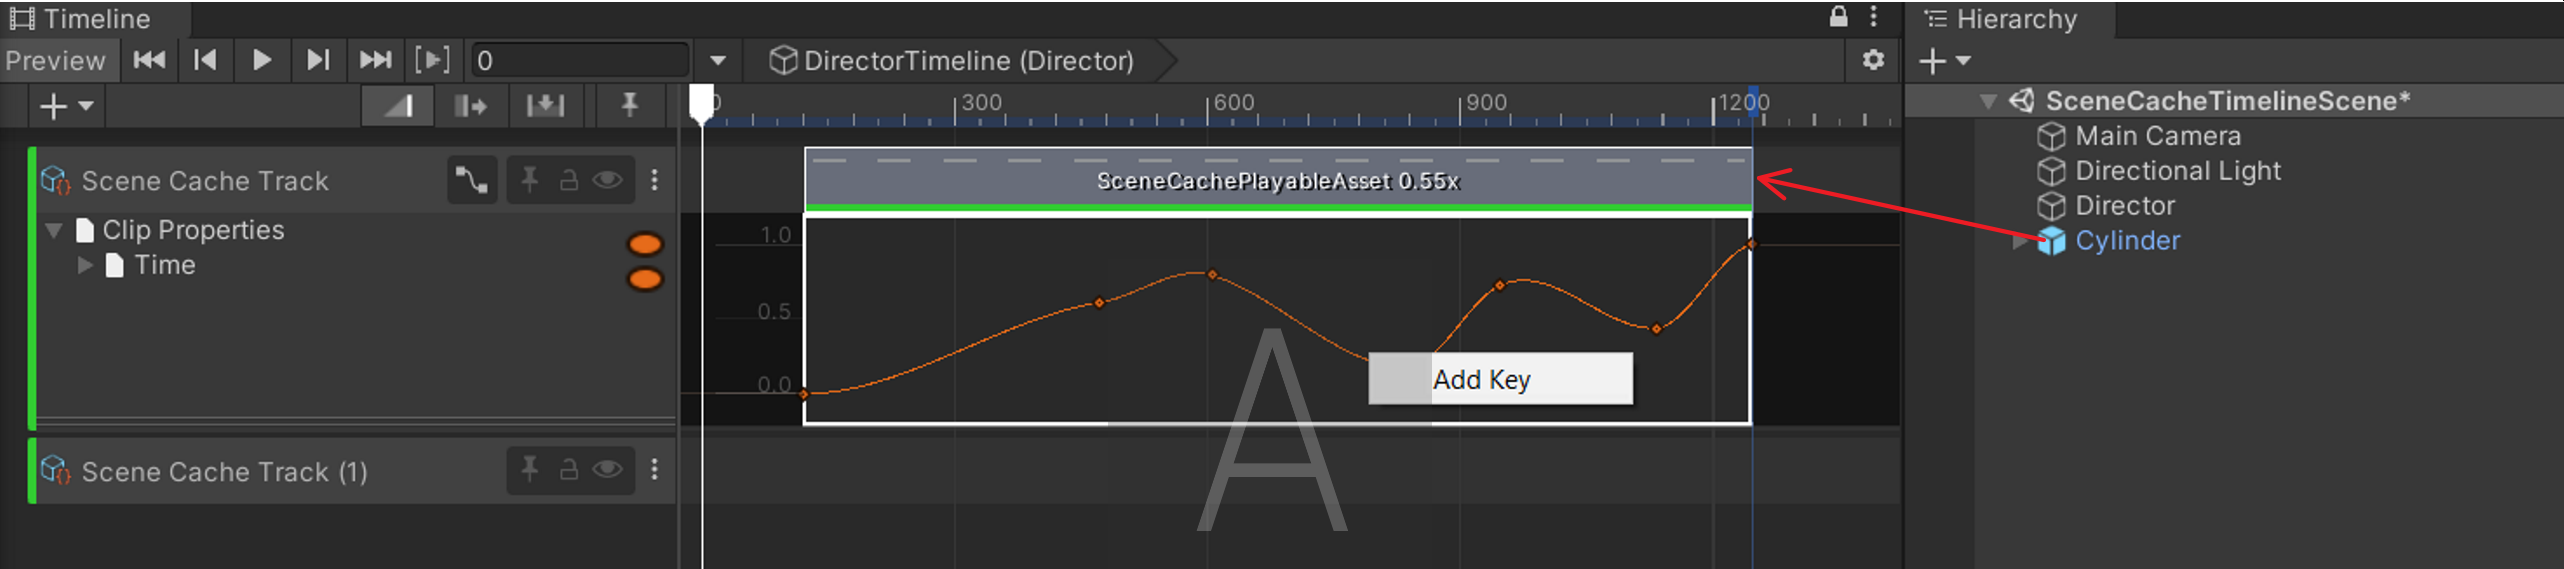 Timeline
Hierarchy
Preview
0
DirectorTimeline (Director)
0
300
600
900
1200
SceneCacheTimelineScene*
Main Camera
Directional Light
Director
Cylinder
Scene Cache Track
SceneCachePlayableAsset 0.55x
Clip Properties
Time
1.0
0.5
0.0
Add Key
A
Scene Cache Track (1)